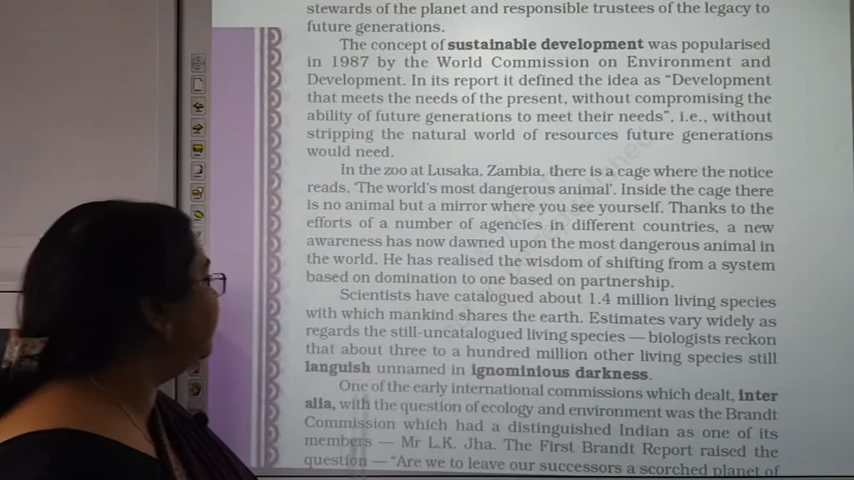 stewards of the planet and responsible trustees of the legacy to
future generations.
The concept of sustainable development was popularised
in 1987 by the World Commission on Environment and
Development. In its report it defined the idea as “Development
that meets the needs of the present, without compromising the
ability of future generations to meet their needs”, i.e., without
stripping the natural world of resources future generations
would need.
In the zoo at Lusaka, Zambia, there is a cage where the notice
reads, ‘The world’s most dangerous animal’. Inside the cage there
is no animal but a mirror where you see yourself. Thanks to the
efforts of a number of agencies in different countries, a new
awareness has now dawned upon the most dangerous animal in
the world. He has realised the wisdom of shifting from a system
based on domination to one based on partnership.
Scientists have catalogued about 1.4 million living species
with which mankind shares the earth. Estimates vary widely as
regards the still-uncatalogued living species — biologists reckon
that about three to a hundred million other living species still
languish unnamed in ignominious darkness.
One of the early international commissions which dealt, inter
alia, with the question of ecology and environment was the Brandt
Commission which had a distinguished Indian as one of its
members — Mr L.K. Jha. The First Brandt Report raised the
question — “Are we to leave our successors a scorched planet of